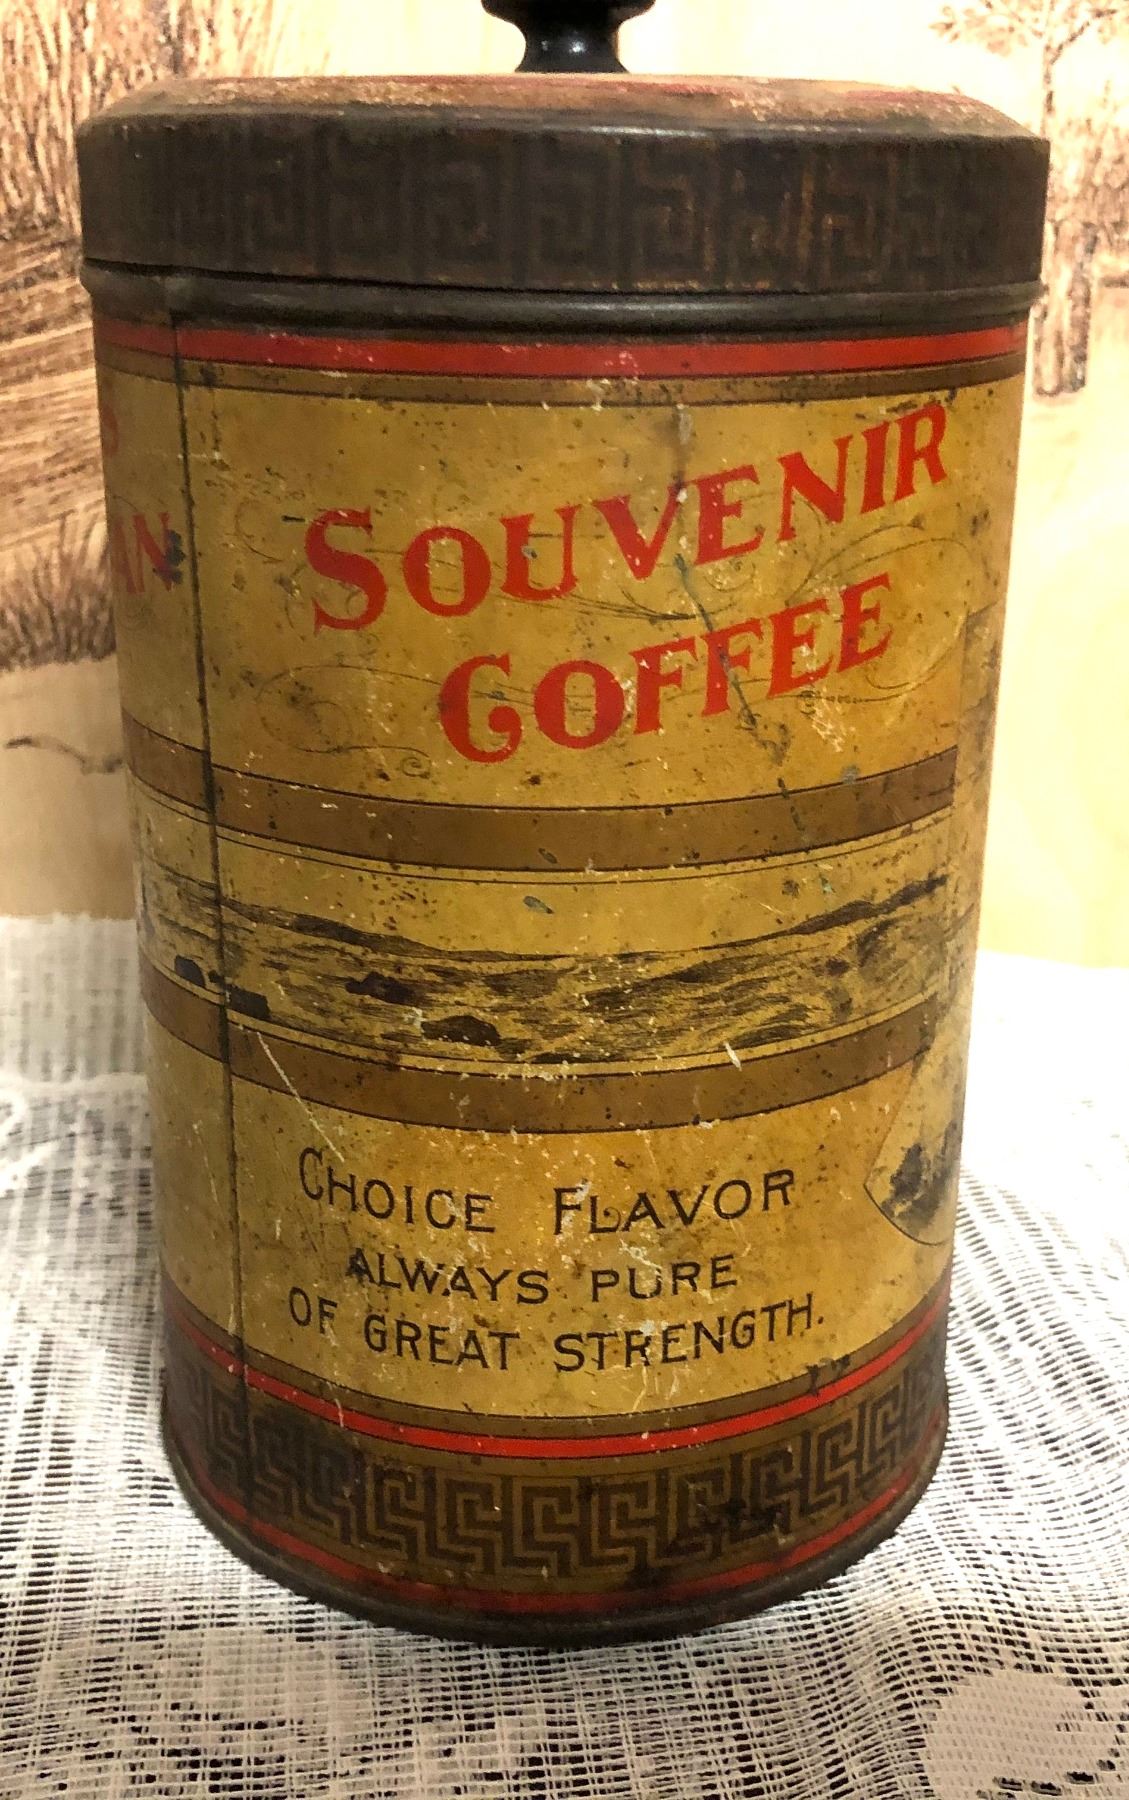 SOUVENIR
COFFEE
CHOICE FLAVOR
ALWAYS PURE
OF GREAT STRENGTH.